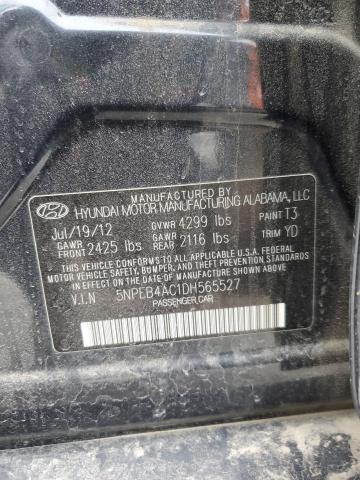 MANUFACTURED BY
HYUNDAI MOTOR MANUFACTURING ALABAMA, LLC
Jul/19/12 GVWR 4299 lbs PAINT T3
GAWR FRONT 2425 lbs GAWR REAR 2116 lbs TRIM YD
THIS VEHICLE CONFORMS TO ALL APPLICABLE U.S.A. FEDERAL
MOTOR VEHICLE SAFETY, BUMPER, AND THEFT PREVENTION STANDARDS
IN EFFECT ON THE DATE OF MANUFACTURE SHOWN ABOVE.
V.I.N 5NPEB4AC1DH565527
PASSENGER CAR